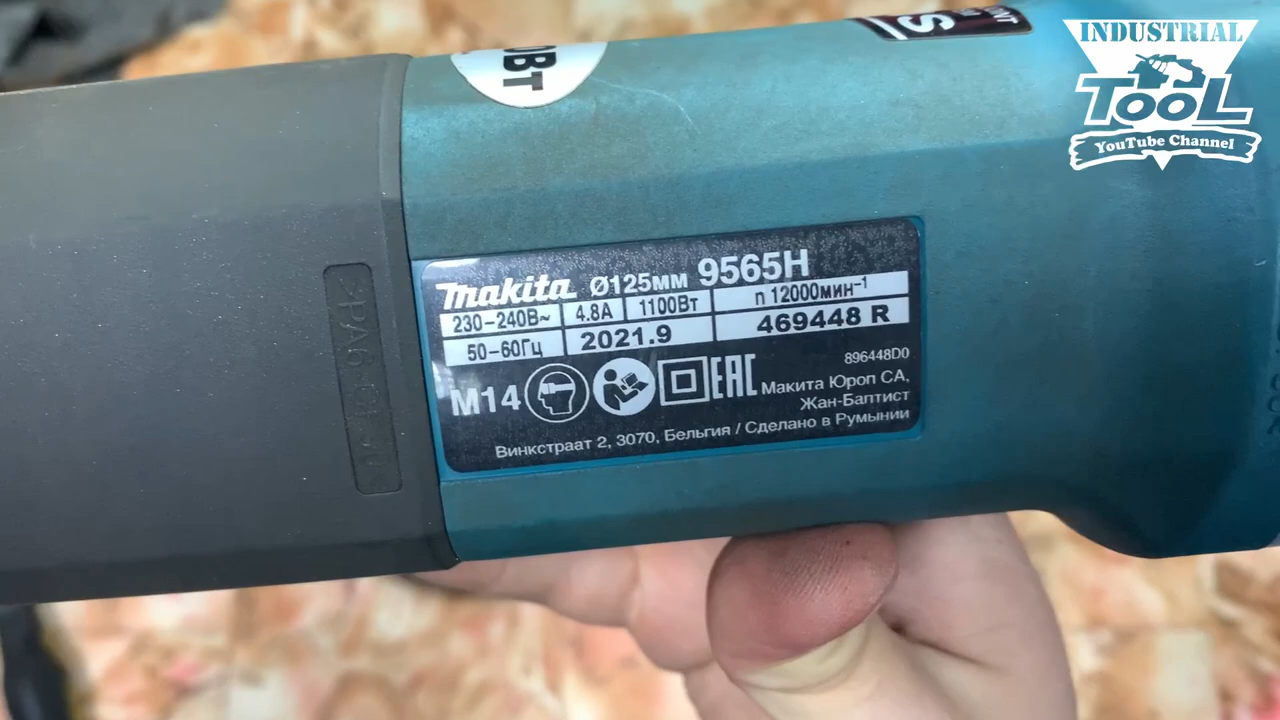 INDUSTRIAL
TOOL
YouTube Channel
0Вт
S
makita Ø125мм 9565H
230-240В~ 4.8А 1100Вт n 12000мин⁻¹
50-60Гц 2021.9 469448 R
896448D0
M14 EAC Макита Юроп СА,
Жан-Баптист
Винкстраат 2, 3070, Бельгия / Сделано в Румынии